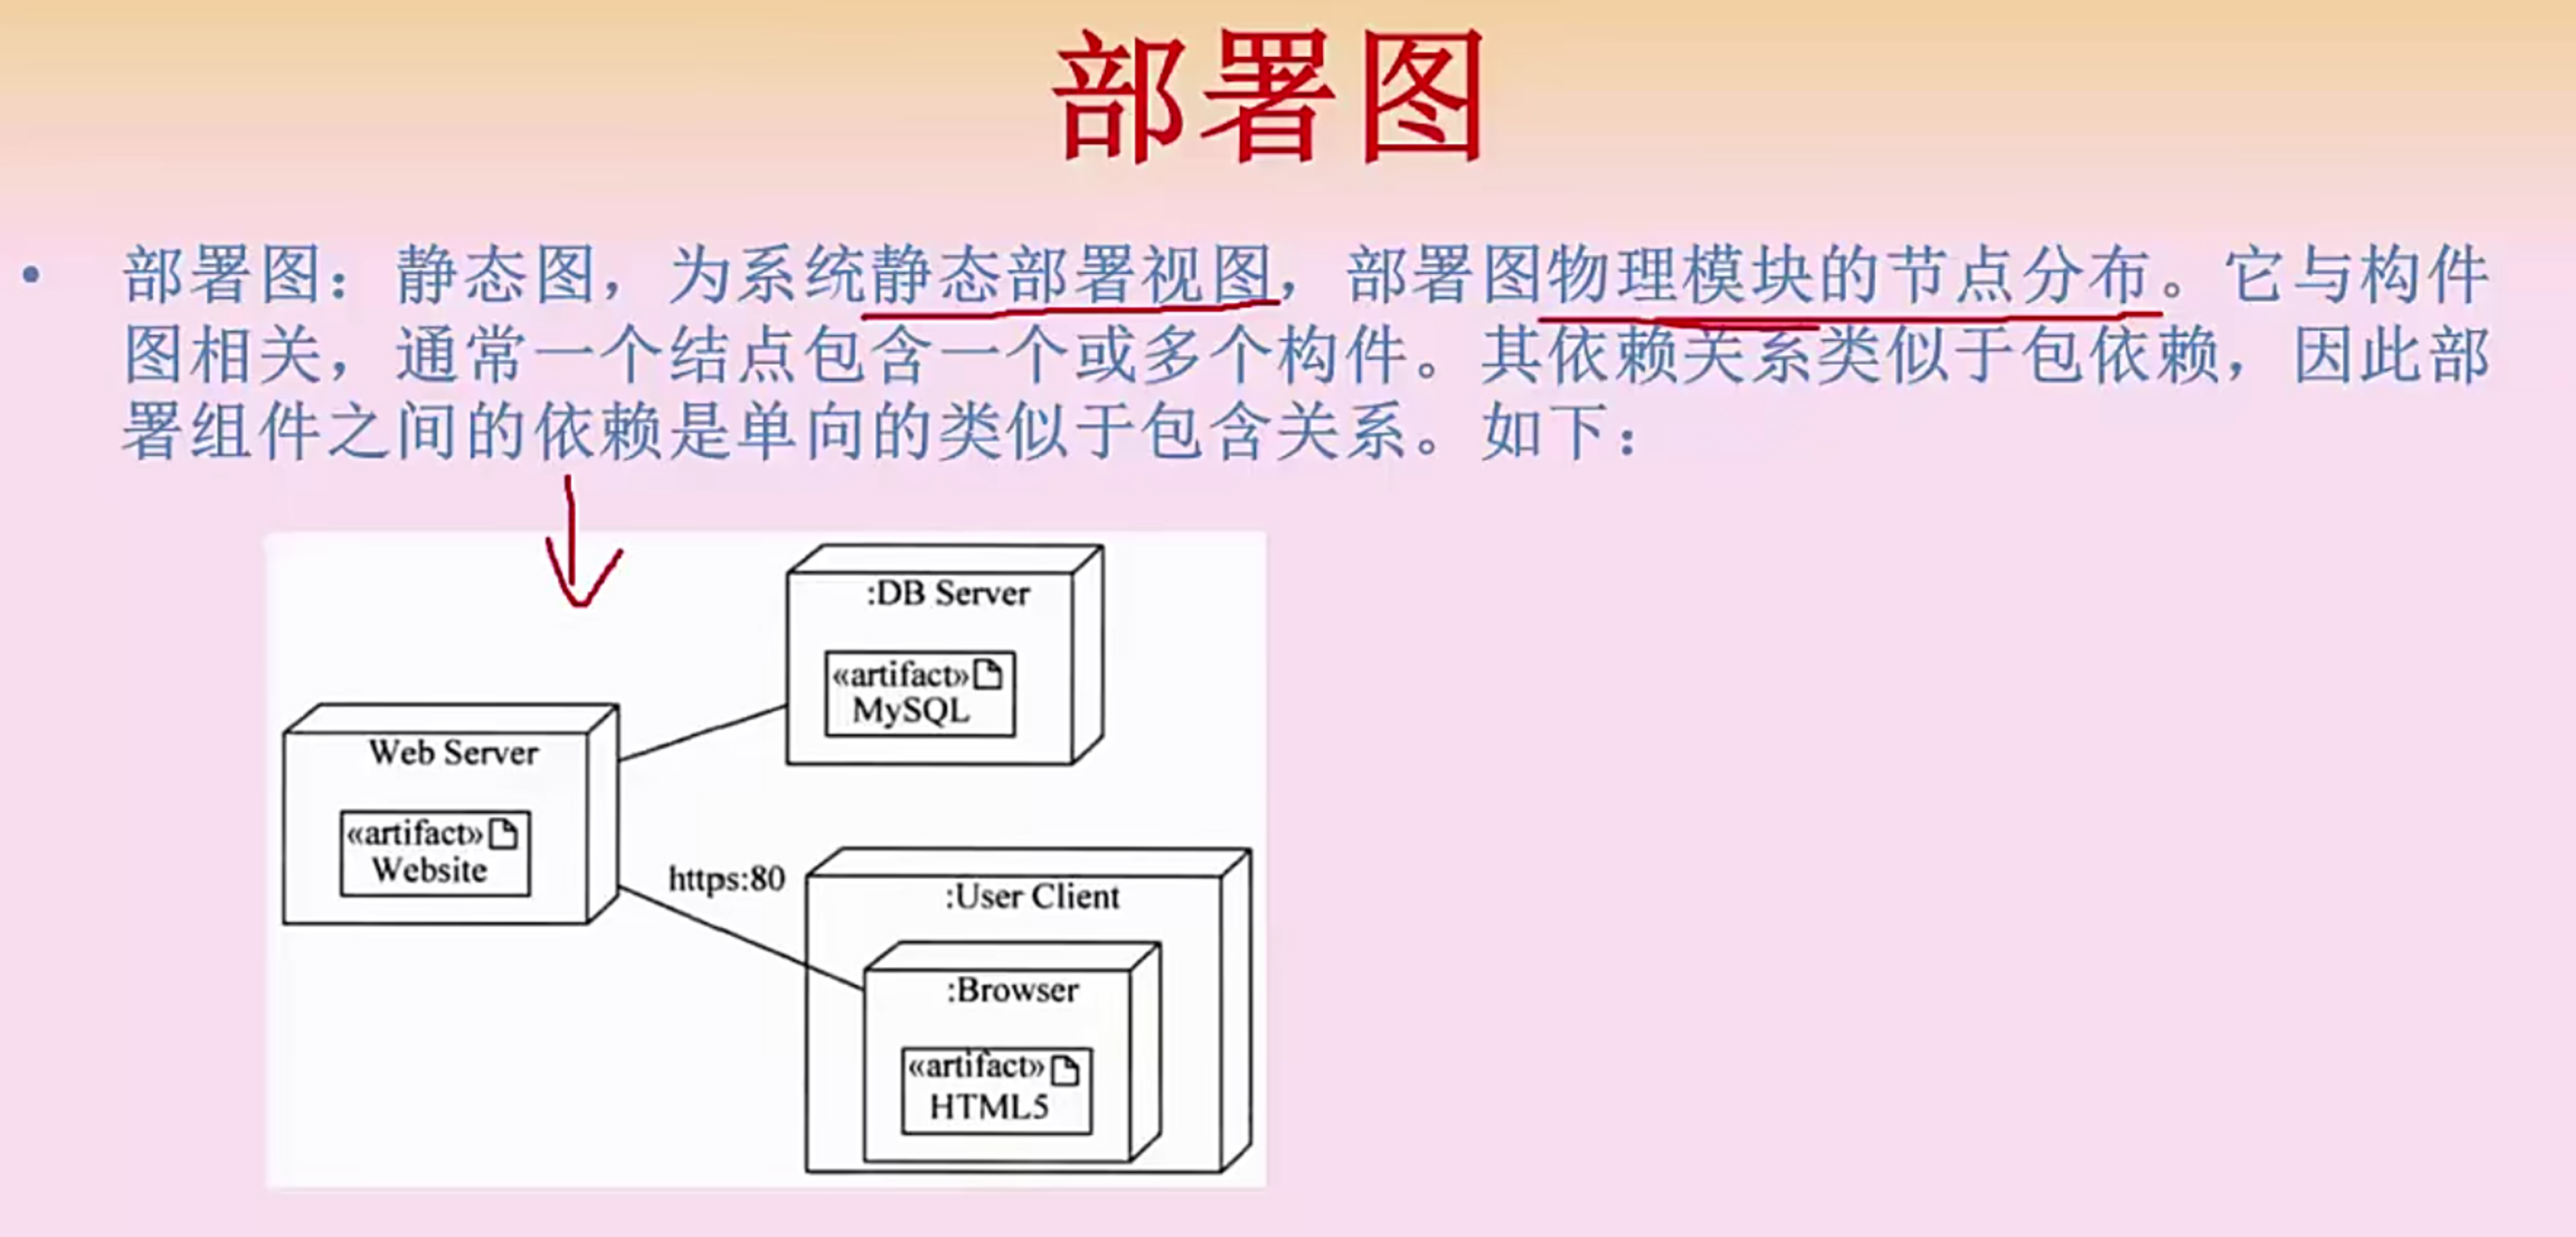 部署图
• 部署图：静态图，为系统静态部署视图，部署图物理模块的节点分布。它与构件
图相关，通常一个结点包含一个或多个构件。其依赖关系类似于包依赖，因此部
署组件之间的依赖是单向的类似于包含关系。如下：
:DB Server
«artifact»
MySQL
Web Server
«artifact»
Website
https:80
:User Client
:Browser
«artifact»
HTML5